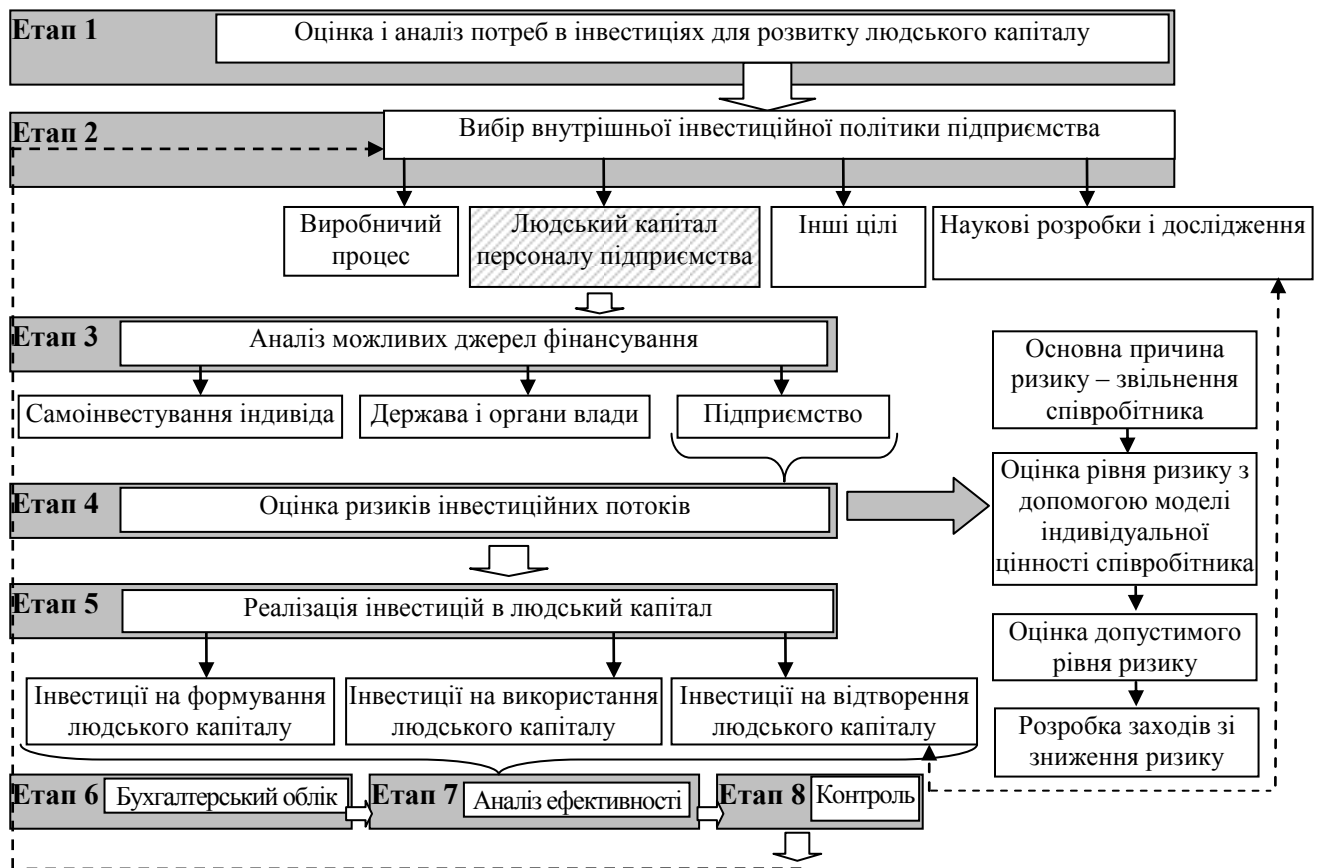 Етап 1
Оцінка і аналіз потреб в інвестиціях для розвитку людського капіталу
Етап 2
Вибір внутрішньої інвестиційної політики підприємства
Виробничий
процес
Людський капітал
персоналу підприємства
Інші цілі
Наукові розробки і дослідження
Етап 3
Аналіз можливих джерел фінансування
Самоінвестування індивіда
Держава і органи влади
Підприємство
Етап 4
Оцінка ризиків інвестиційних потоків
Основна причина
ризику – звільнення
співробітника
Оцінка рівня ризику з
допомогою моделі
індивідуальної
цінності співробітника
Оцінка допустимого
рівня ризику
Розробка заходів зі
зниження ризику
Етап 5
Реалізація інвестицій в людський капітал
Інвестиції на формування
людського капіталу
Інвестиції на використання
людського капіталу
Інвестиції на відтворення
людського капіталу
Етап 6
Бухгалтерський облік
Етап 7
Аналіз ефективності
Етап 8
Контроль